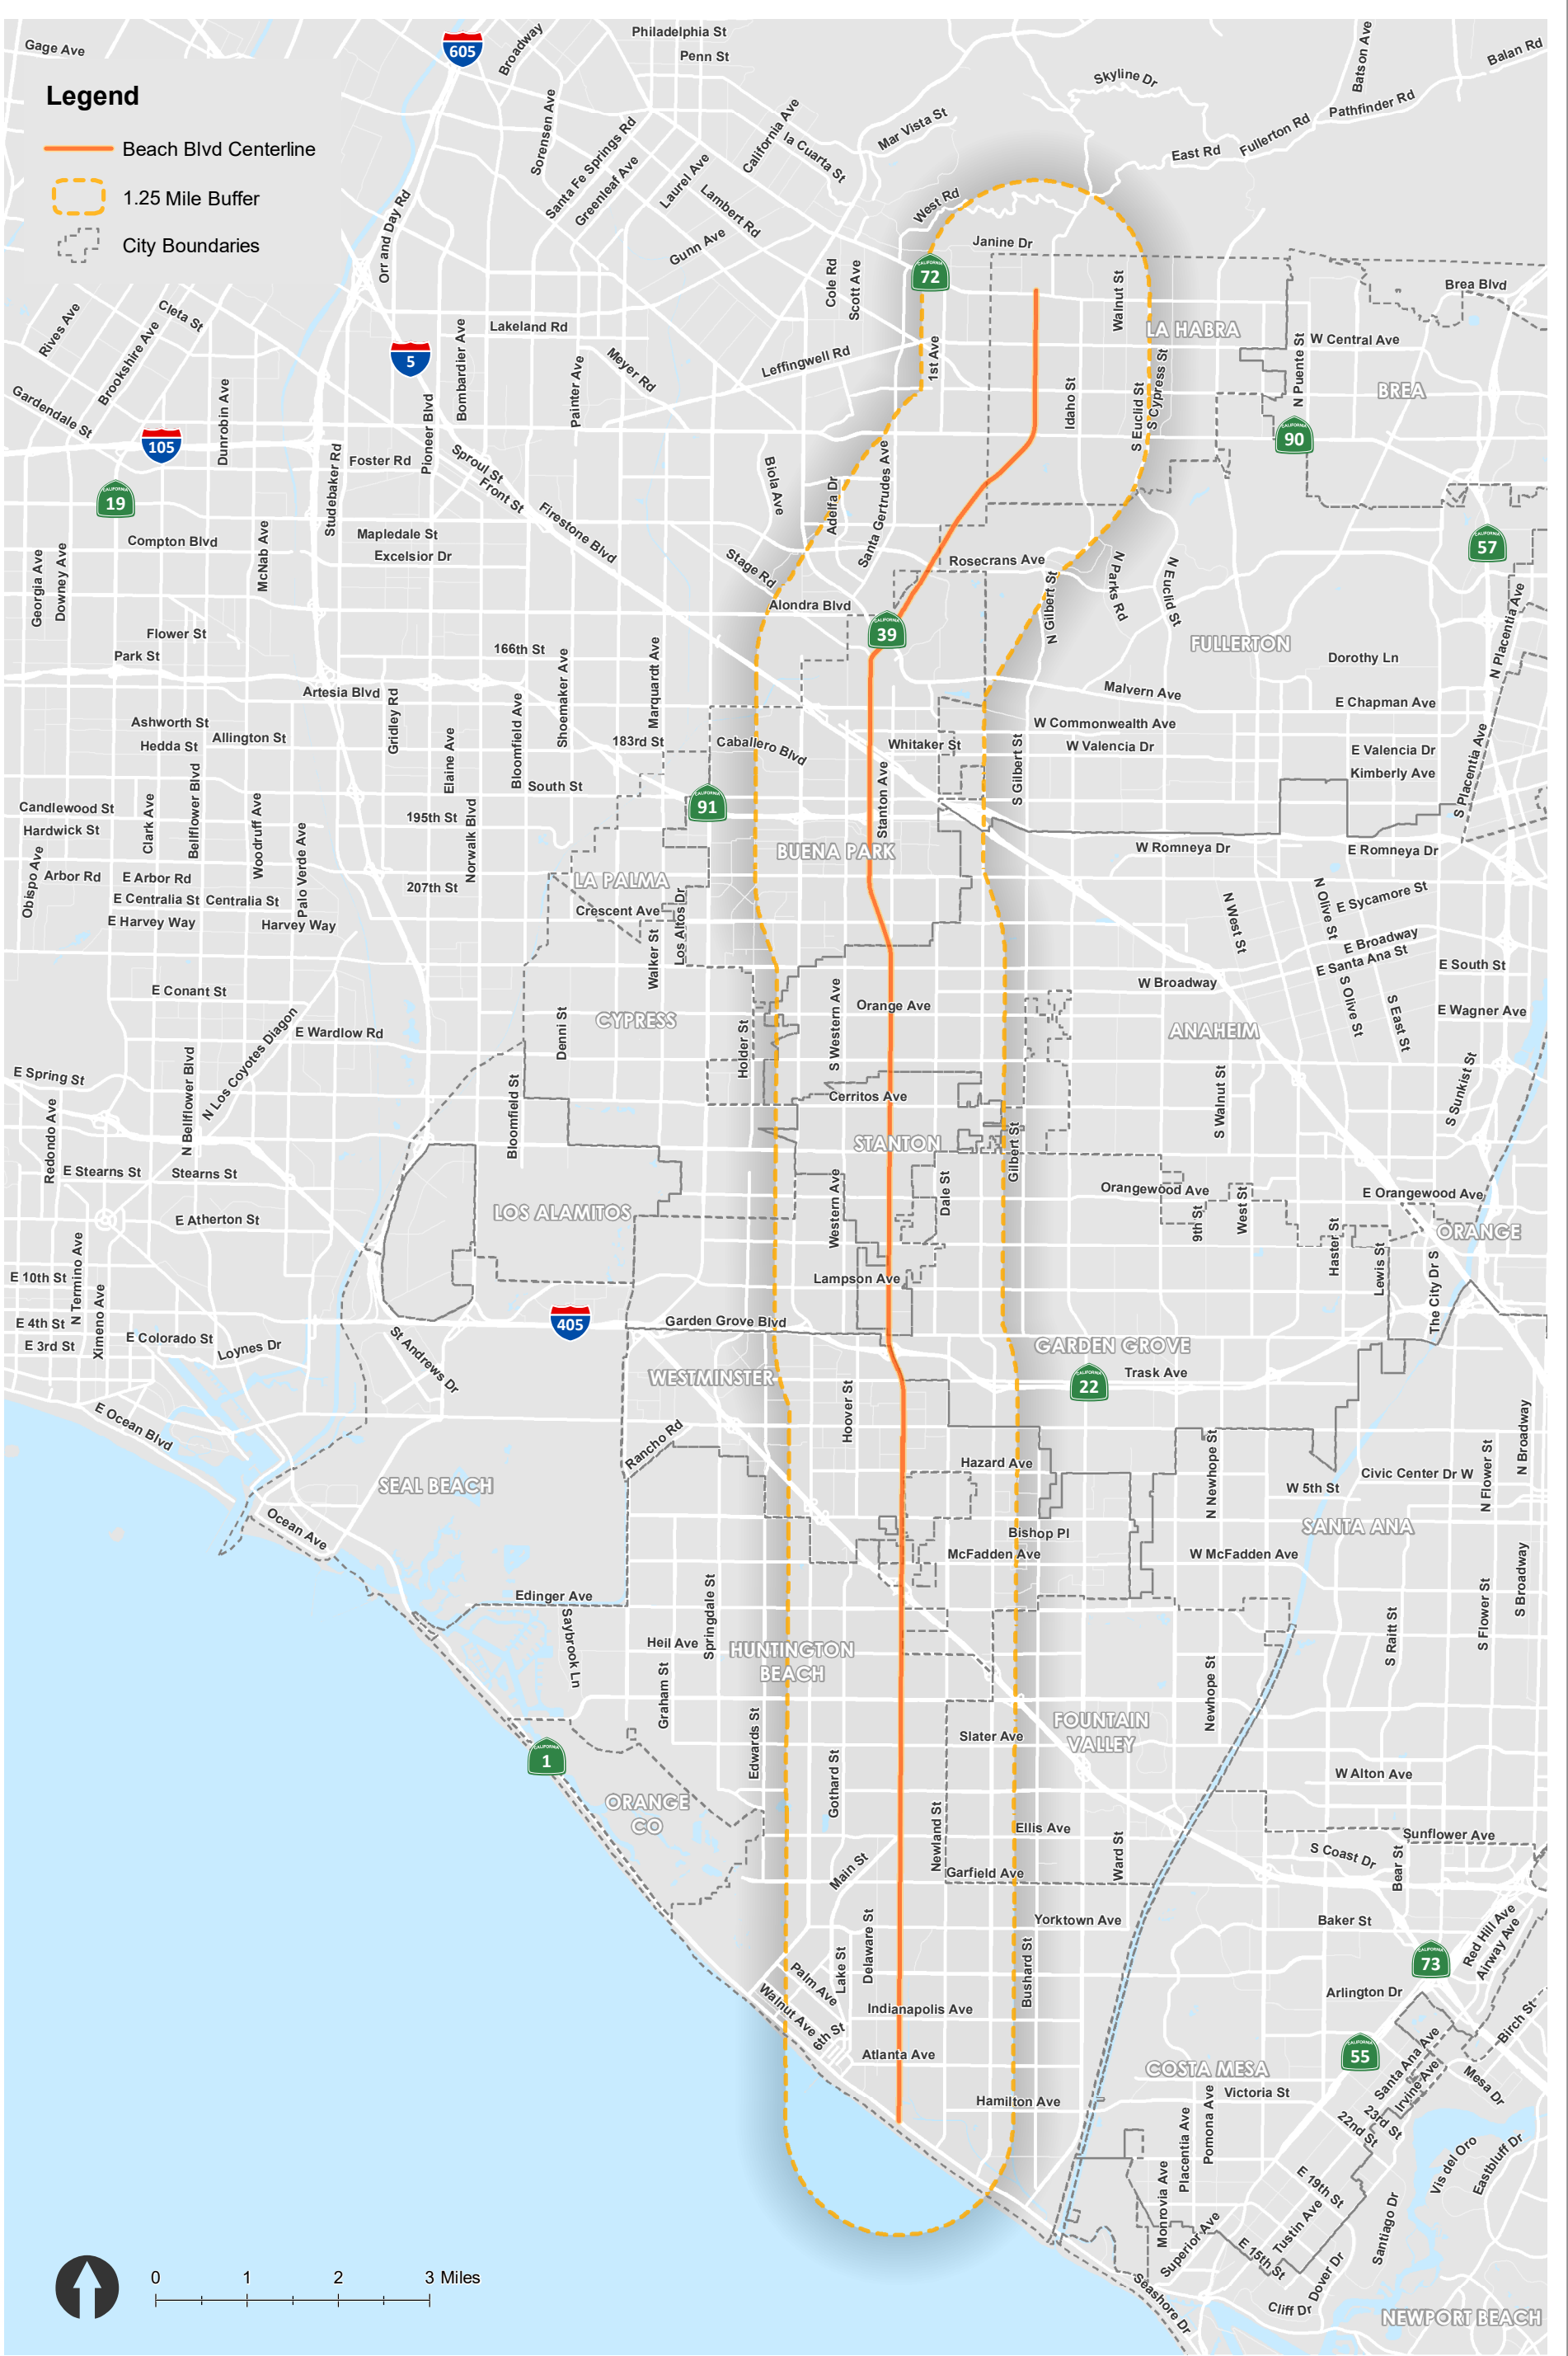 Gage Ave
605
Broadway
Philadelphia St
Penn St
Skyline Dr
Batson Ave
Balan Rd
Legend
Beach Blvd Centerline
1.25 Mile Buffer
City Boundaries
Sorensen Ave
Santa Fe Springs Rd
Greenleaf Ave
Laurel Ave
California Ave
la Cuarta St
Mar Vista St
Lambert Rd
Gunn Ave
East Rd
Fullerton Rd
Pathfinder Rd
West Rd
Janine Dr
Orr and Day Rd
Cole Rd
Scott Ave
CALIFORNIA
72
Walnut St
Brea Blvd
Rives Ave
Cleta St
Brookshire Ave
Lakeland Rd
LA HABRA
W Central Ave
5
Bombardier Ave
Painter Ave
Meyer Rd
Leffingwell Rd
1st Ave
S Cypress St
N Puente St
BREA
Gardendale St
Dunrobin Ave
Pioneer Blvd
Idaho St
S Euclid St
105
CALIFORNIA
90
Foster Rd
Sproul St
Front St
Studebaker Rd
Biola Ave
Adelfa Dr
Santa Gertrudes Ave
CALIFORNIA
19
Firestone Blvd
Compton Blvd
McNab Ave
Mapledale St
Excelsior Dr
Stage Rd
Rosecrans Ave
CALIFORNIA
57
Georgia Ave
Downey Ave
Alondra Blvd
N Gilbert St
N Parks Rd
N Euclid St
N Placentia Ave
Flower St
Park St
166th St
CALIFORNIA
39
FULLERTON
Dorothy Ln
Artesia Blvd
Gridley Rd
Shoemaker Ave
Marquardt Ave
Malvern Ave
E Chapman Ave
Ashworth St
Hedda St
Allington St
Elaine Ave
Bloomfield Ave
183rd St
Caballero Blvd
Whitaker St
W Commonwealth Ave
W Valencia Dr
E Valencia Dr
Kimberly Ave
S Placentia Ave
South St
S Gilbert St
Stanton Ave
Candlewood St
Hardwick St
Clark Ave
Bellflower Blvd
Woodruff Ave
Palo Verde Ave
195th St
Norwalk Blvd
CALIFORNIA
91
BUENA PARK
W Romneya Dr
E Romneya Dr
Obispo Ave
Arbor Rd
E Arbor Rd
E Centralia St
Centralia St
E Harvey Way
Harvey Way
207th St
LA PALMA
Crescent Ave
Walker St
Los Altos Dr
N West St
N Olive St
E Sycamore St
E Broadway
E Santa Ana St
E South St
W Broadway
E Conant St
E Wardlow Rd
N Los Coyotes Diagon
Denni St
CYPRESS
Holder St
S Western Ave
Orange Ave
ANAHEIM
S Olive St
S East St
E Wagner Ave
E Spring St
N Bellflower Blvd
Redondo Ave
Bloomfield St
Cerritos Ave
S Walnut St
S Sunkist St
E Stearns St
Stearns St
STANTON
Gilbert St
E Atherton St
LOS ALAMITOS
Western Ave
Dale St
Orangewood Ave
9th St
West St
E Orangewood Ave
ORANGE
E 10th St
N Termino Ave
Ximeno Ave
E 4th St
E 3rd St
E Colorado St
Loynes Dr
405
Lampson Ave
Garden Grove Blvd
Haster St
Lewis St
The City Dr S
St Andrews Dr
WESTMINSTER
GARDEN GROVE
CALIFORNIA
22
Trask Ave
E Ocean Blvd
Rancho Rd
Hoover St
Hazard Ave
N Newhope St
Civic Center Dr W
N Flower St
N Broadway
SEAL BEACH
W 5th St
Ocean Ave
Bishop Pl
McFadden Ave
SANTA ANA
W McFadden Ave
S Broadway
Edinger Ave
Saybrook Ln
Heil Ave
Springdale St
Graham St
HUNTINGTON
BEACH
S Raitt St
S Flower St
Newhope St
CALIFORNIA
1
Edwards St
Gothard St
Slater Ave
FOUNTAIN
VALLEY
W Alton Ave
ORANGE
CO
Newland St
Ellis Ave
Ward St
Sunflower Ave
S Coast Dr
Bear St
Main St
Garfield Ave
Yorktown Ave
Baker St
Red Hill Ave
Airway Ave
Lake St
Delaware St
Bushard St
CALIFORNIA
73
Palm Ave
Walnut Ave
6th St
Indianapolis Ave
Arlington Dr
Birch St
Atlanta Ave
CALIFORNIA
55
COSTA MESA
Santa Ana Ave
Irvine Ave
Mesa Dr
Hamilton Ave
Victoria St
23rd St
22nd St
Placentia Ave
Pomona Ave
Vis del Oro
Eastbluff Dr
Monrovia Ave
E 19th St
Superior Ave
Tustin Ave
Santiago Dr
E 15th St
Dover Dr
Seashore Dr
Cliff Dr
NEWPORT BEACH
0 1 2 3 Miles